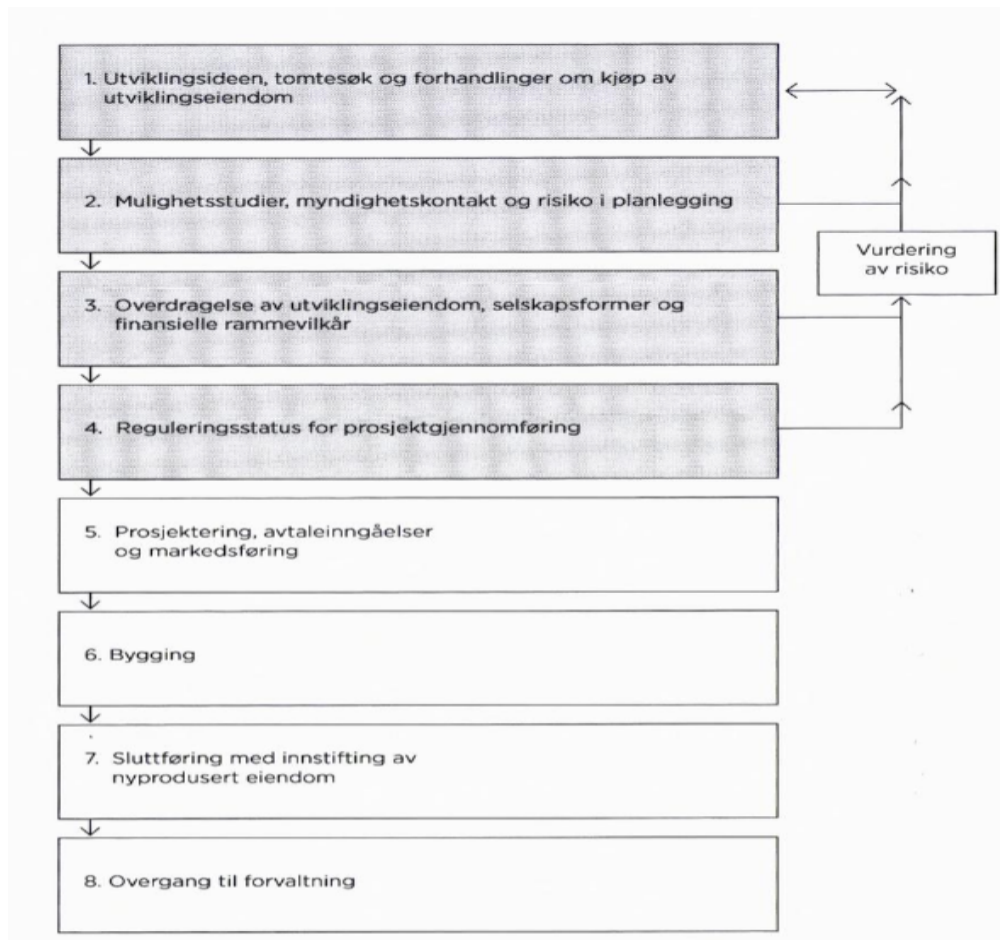 1. Utviklingsideen, tomtesøk og forhandlinger om kjøp av
utviklingseiendom
2. Mulighetsstudier, myndighetskontakt og risiko i planlegging
Vurdering
av risiko
3. Overdragelse av utviklingseiendom, selskapsformer og
finansielle rammevilkår
4. Reguleringsstatus for prosjektgjennomføring
5. Prosjektering, avtaleinngåelser
og markedsføring
6. Bygging
7. Sluttføring med innstifting av
nyprodusert eiendom
8. Overgang til forvaltning